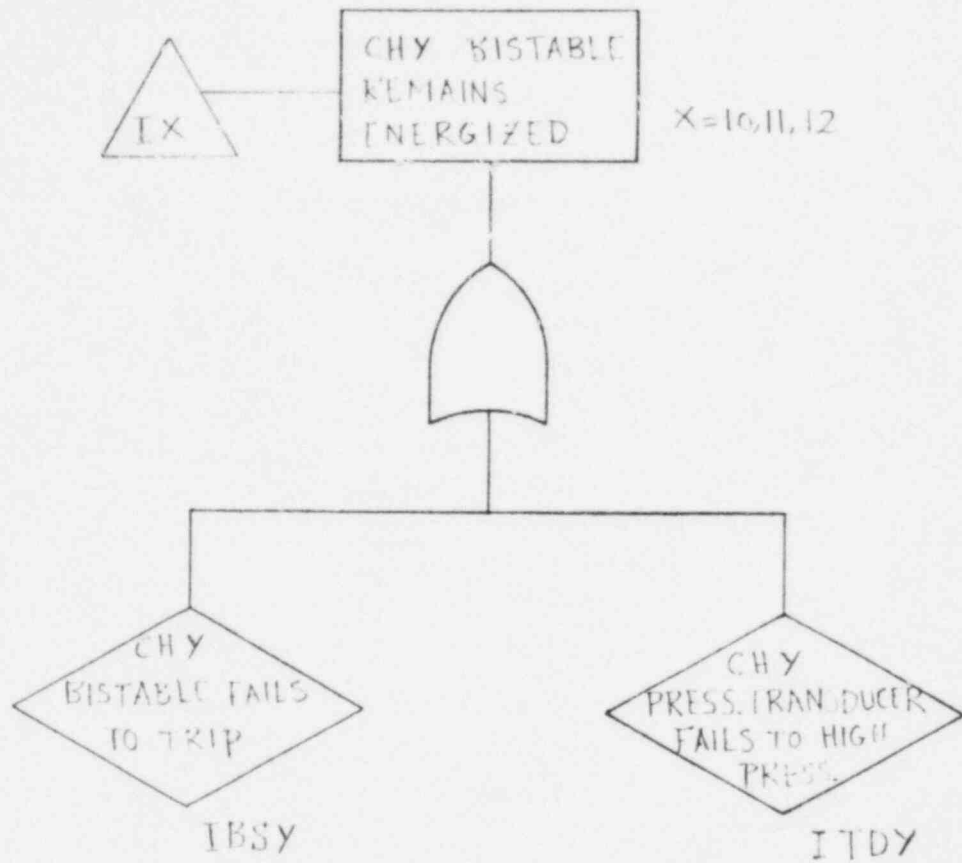 CHY BISTABLE
REMAINS
ENERGIZED
IX
X=10,11,12
CHY
BISTABLE FAILS
TO TRIP
IBSY
CHY
PRESS. TRANSDUCER
FAILS TO HIGH
PRESS.
ITDY